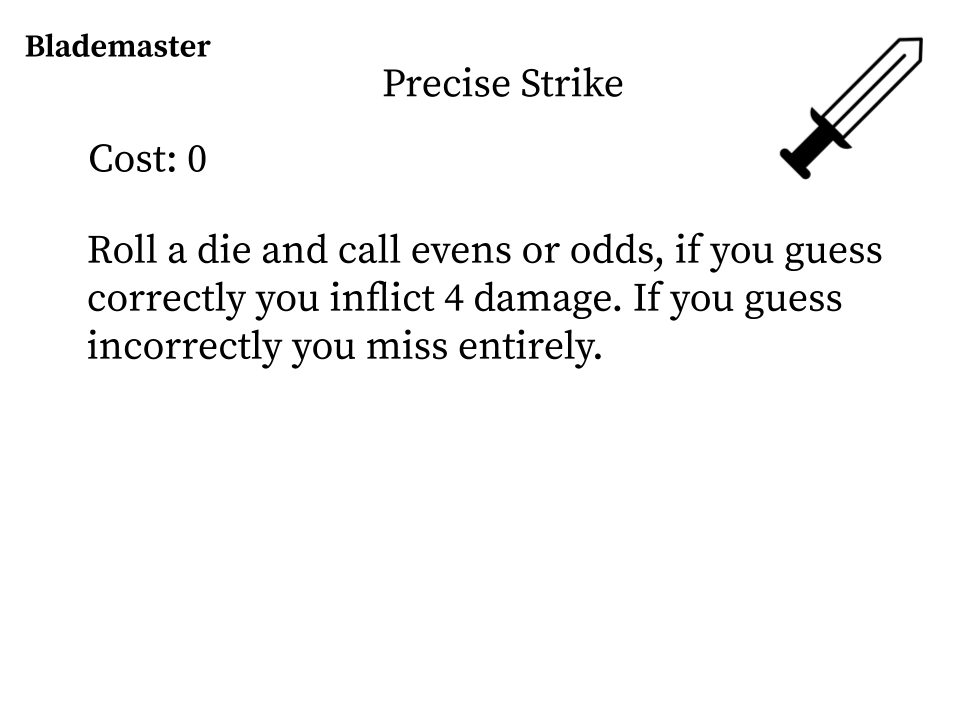 Blademaster
Precise Strike
Cost: 0
Roll a die and call evens or odds, if you guess
correctly you inflict 4 damage. If you guess
incorrectly you miss entirely.